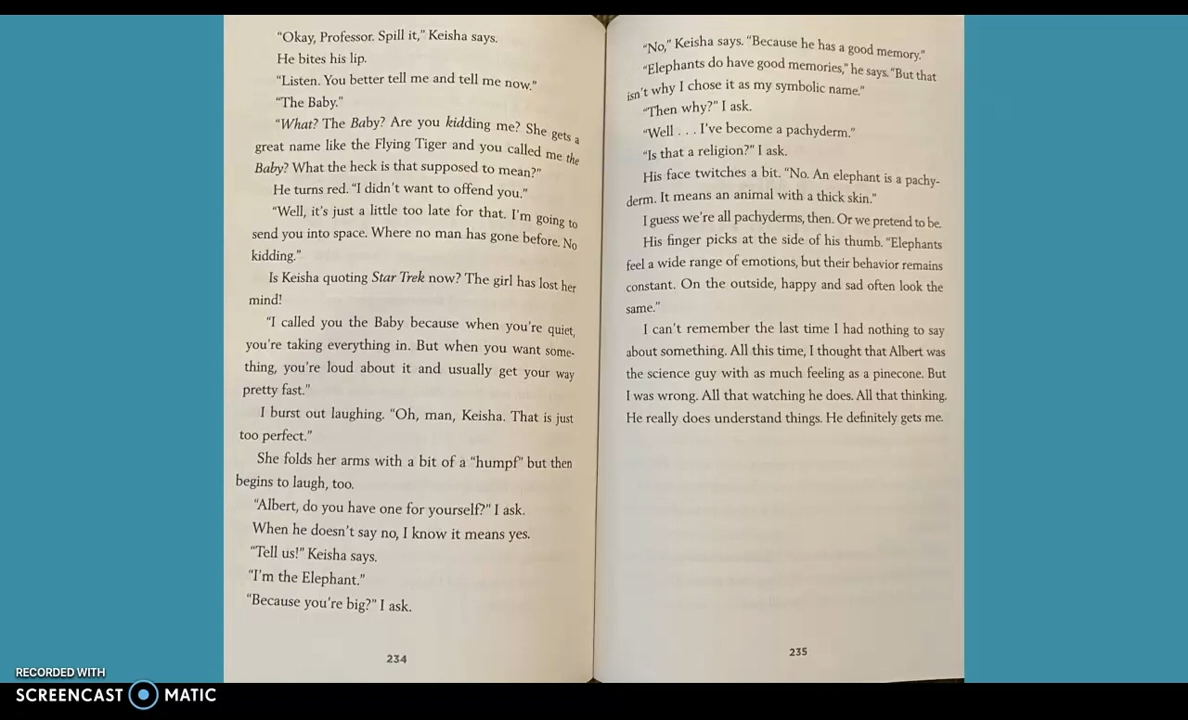 "Okay, Professor. Spill it," Keisha says.
He bites his lip.
"Listen. You better tell me and tell me now."
"The Baby."
"What? The Baby? Are you kidding me? She gets a
great name like the Flying Tiger and you called me the
Baby? What the heck is that supposed to mean?"
He turns red. "I didn't want to offend you."
"Well, it's just a little too late for that. I'm going to
send you into space. Where no man has gone before. No
kidding."
Is Keisha quoting Star Trek now? The girl has lost her
mind!
"I called you the Baby because when you're quiet,
you're taking everything in. But when you want some-
thing, you're loud about it and usually get your way
pretty fast."
I burst out laughing. "Oh, man, Keisha. That is just
too perfect."
She folds her arms with a bit of a "humpf" but then
begins to laugh, too.
"Albert, do you have one for yourself?" I ask.
When he doesn't say no, I know it means yes.
"Tell us!" Keisha says.
"I'm the Elephant."
"Because you're big?" I ask.
234
"No," Keisha says. "Because he has a good memory."
"Elephants do have good memories," he says. "But that
isn't why I chose it as my symbolic name."
"Then why?" I ask.
"Well . . . I've become a pachyderm."
"Is that a religion?" I ask.
His face twitches a bit. "No. An elephant is a pachy-
derm. It means an animal with a thick skin."
I guess we're all pachyderms, then. Or we pretend to be.
His finger picks at the side of his thumb. "Elephants
feel a wide range of emotions, but their behavior remains
constant. On the outside, happy and sad often look the
same."
I can't remember the last time I had nothing to say
about something. All this time, I thought that Albert was
the science guy with as much feeling as a pinecone. But
I was wrong. All that watching he does. All that thinking.
He really does understand things. He definitely gets me.
235
RECORDED WITH
SCREENCAST MATIC